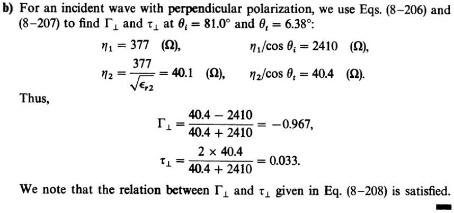 b) For an incident wave with perpendicular polarization, we use Eqs. (8–206) and
(8–207) to find Γ⊥ and τ⊥ at θᵢ = 81.0° and θₜ = 6.38°:
η₁ = 377 (Ω), η₁/cos θᵢ = 2410 (Ω),
η₂ = 377/√εᵣ₂ = 40.1 (Ω), η₂/cos θₜ = 40.4 (Ω).
Thus,
Γ⊥ = (40.4 − 2410)/(40.4 + 2410) = −0.967,
τ⊥ = (2 × 40.4)/(40.4 + 2410) = 0.033.
We note that the relation between Γ⊥ and τ⊥ given in Eq. (8–208) is satisfied.